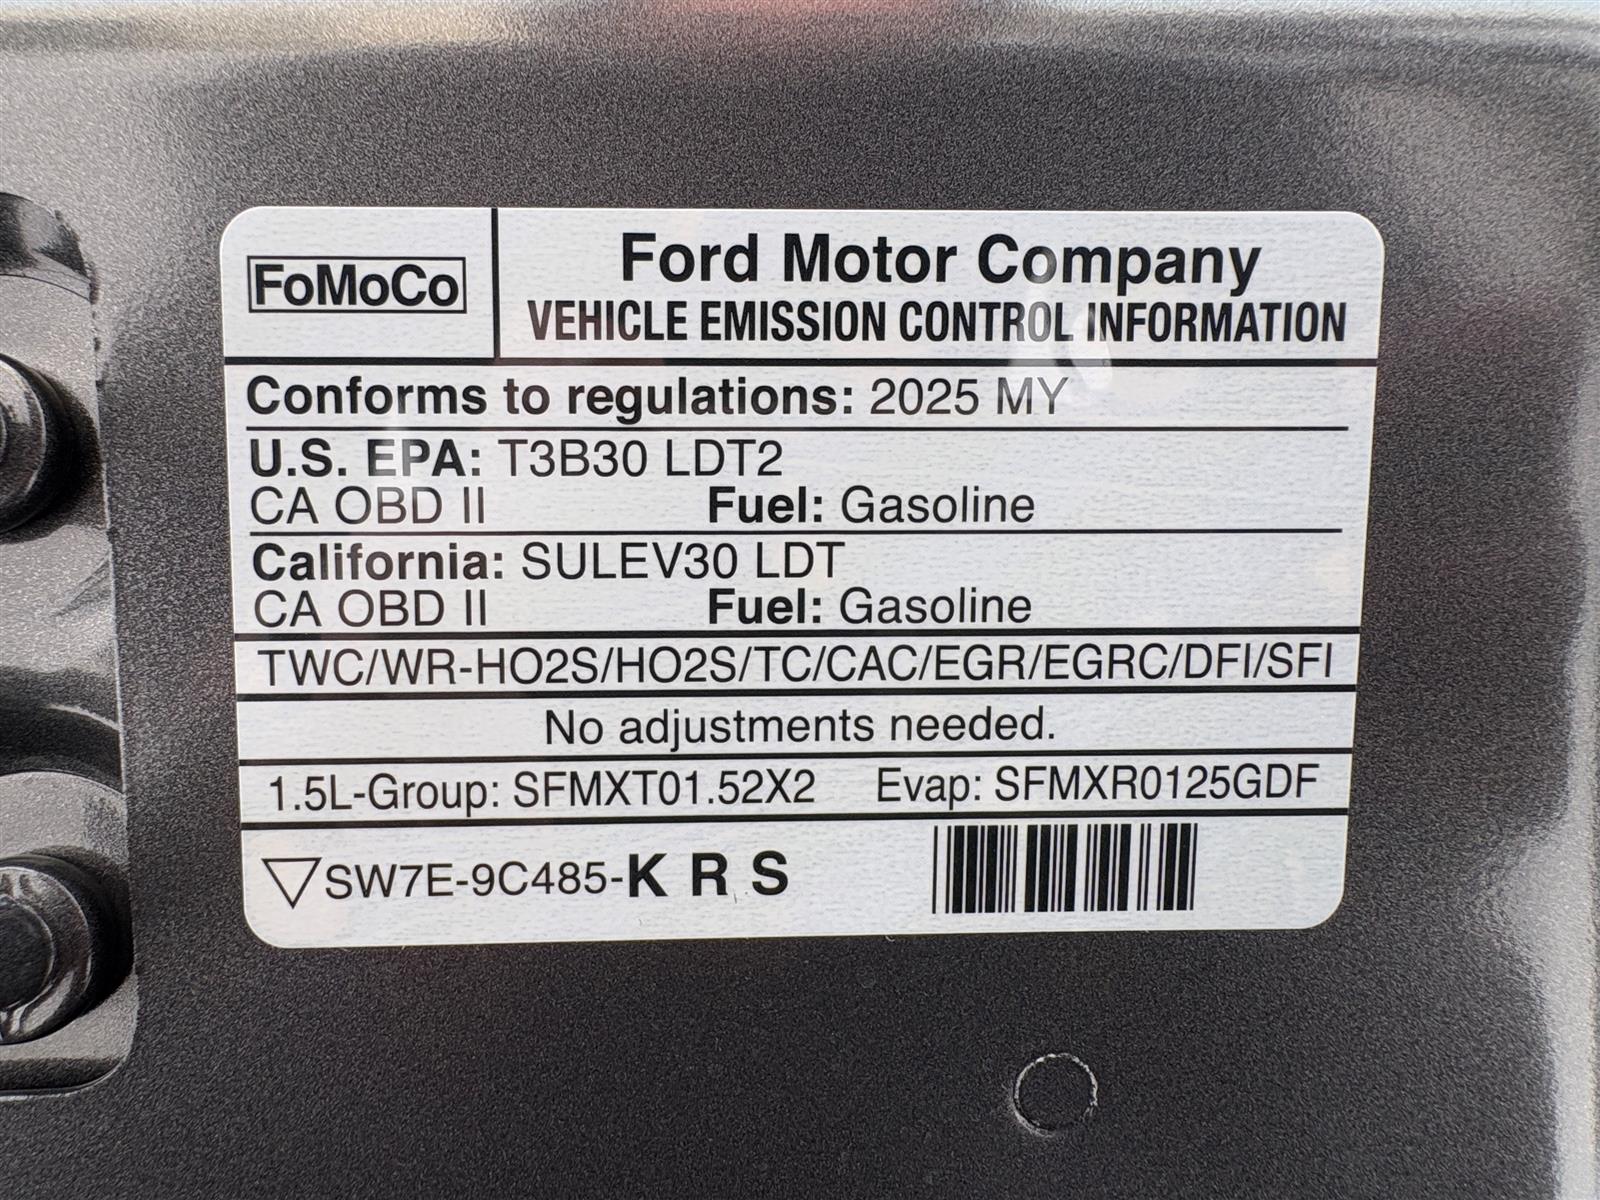 FoMoCo
Ford Motor Company
VEHICLE EMISSION CONTROL INFORMATION
Conforms to regulations: 2025 MY
U.S. EPA: T3B30 LDT2
CA OBD II Fuel: Gasoline
California: SULEV30 LDT
CA OBD II Fuel: Gasoline
TWC/WR-HO2S/HO2S/TC/CAC/EGR/EGRC/DFI/SFI
No adjustments needed.
1.5L-Group: SFMXT01.52X2 Evap: SFMXR0125GDF
SW7E-9C485-K R S